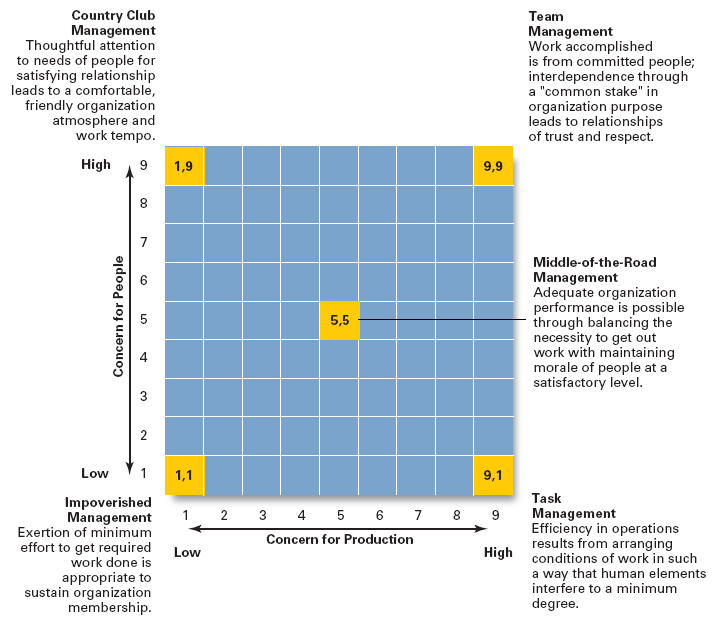 Country Club
Management
Thoughtful attention
to needs of people for
satisfying relationship
leads to a comfortable,
friendly organization
atmosphere and
work tempo.
Team
Management
Work accomplished
is from committed people;
interdependence through
a "common stake" in
organization purpose
leads to relationships
of trust and respect.
High 9 1,9 9,9
8
7
6
5 5,5
4
3
2
Low 1 1,1 9,1
Concern for People
Middle-of-the-Road
Management
Adequate organization
performance is possible
through balancing the
necessity to get out
work with maintaining
morale of people at a
satisfactory level.
Impoverished
Management
Exertion of minimum
effort to get required
work done is
appropriate to
sustain organization
membership.
1 2 3 4 5 6 7 8 9
Concern for Production
Low High
Task
Management
Efficiency in operations
results from arranging
conditions of work in such
a way that human elements
interfere to a minimum
degree.